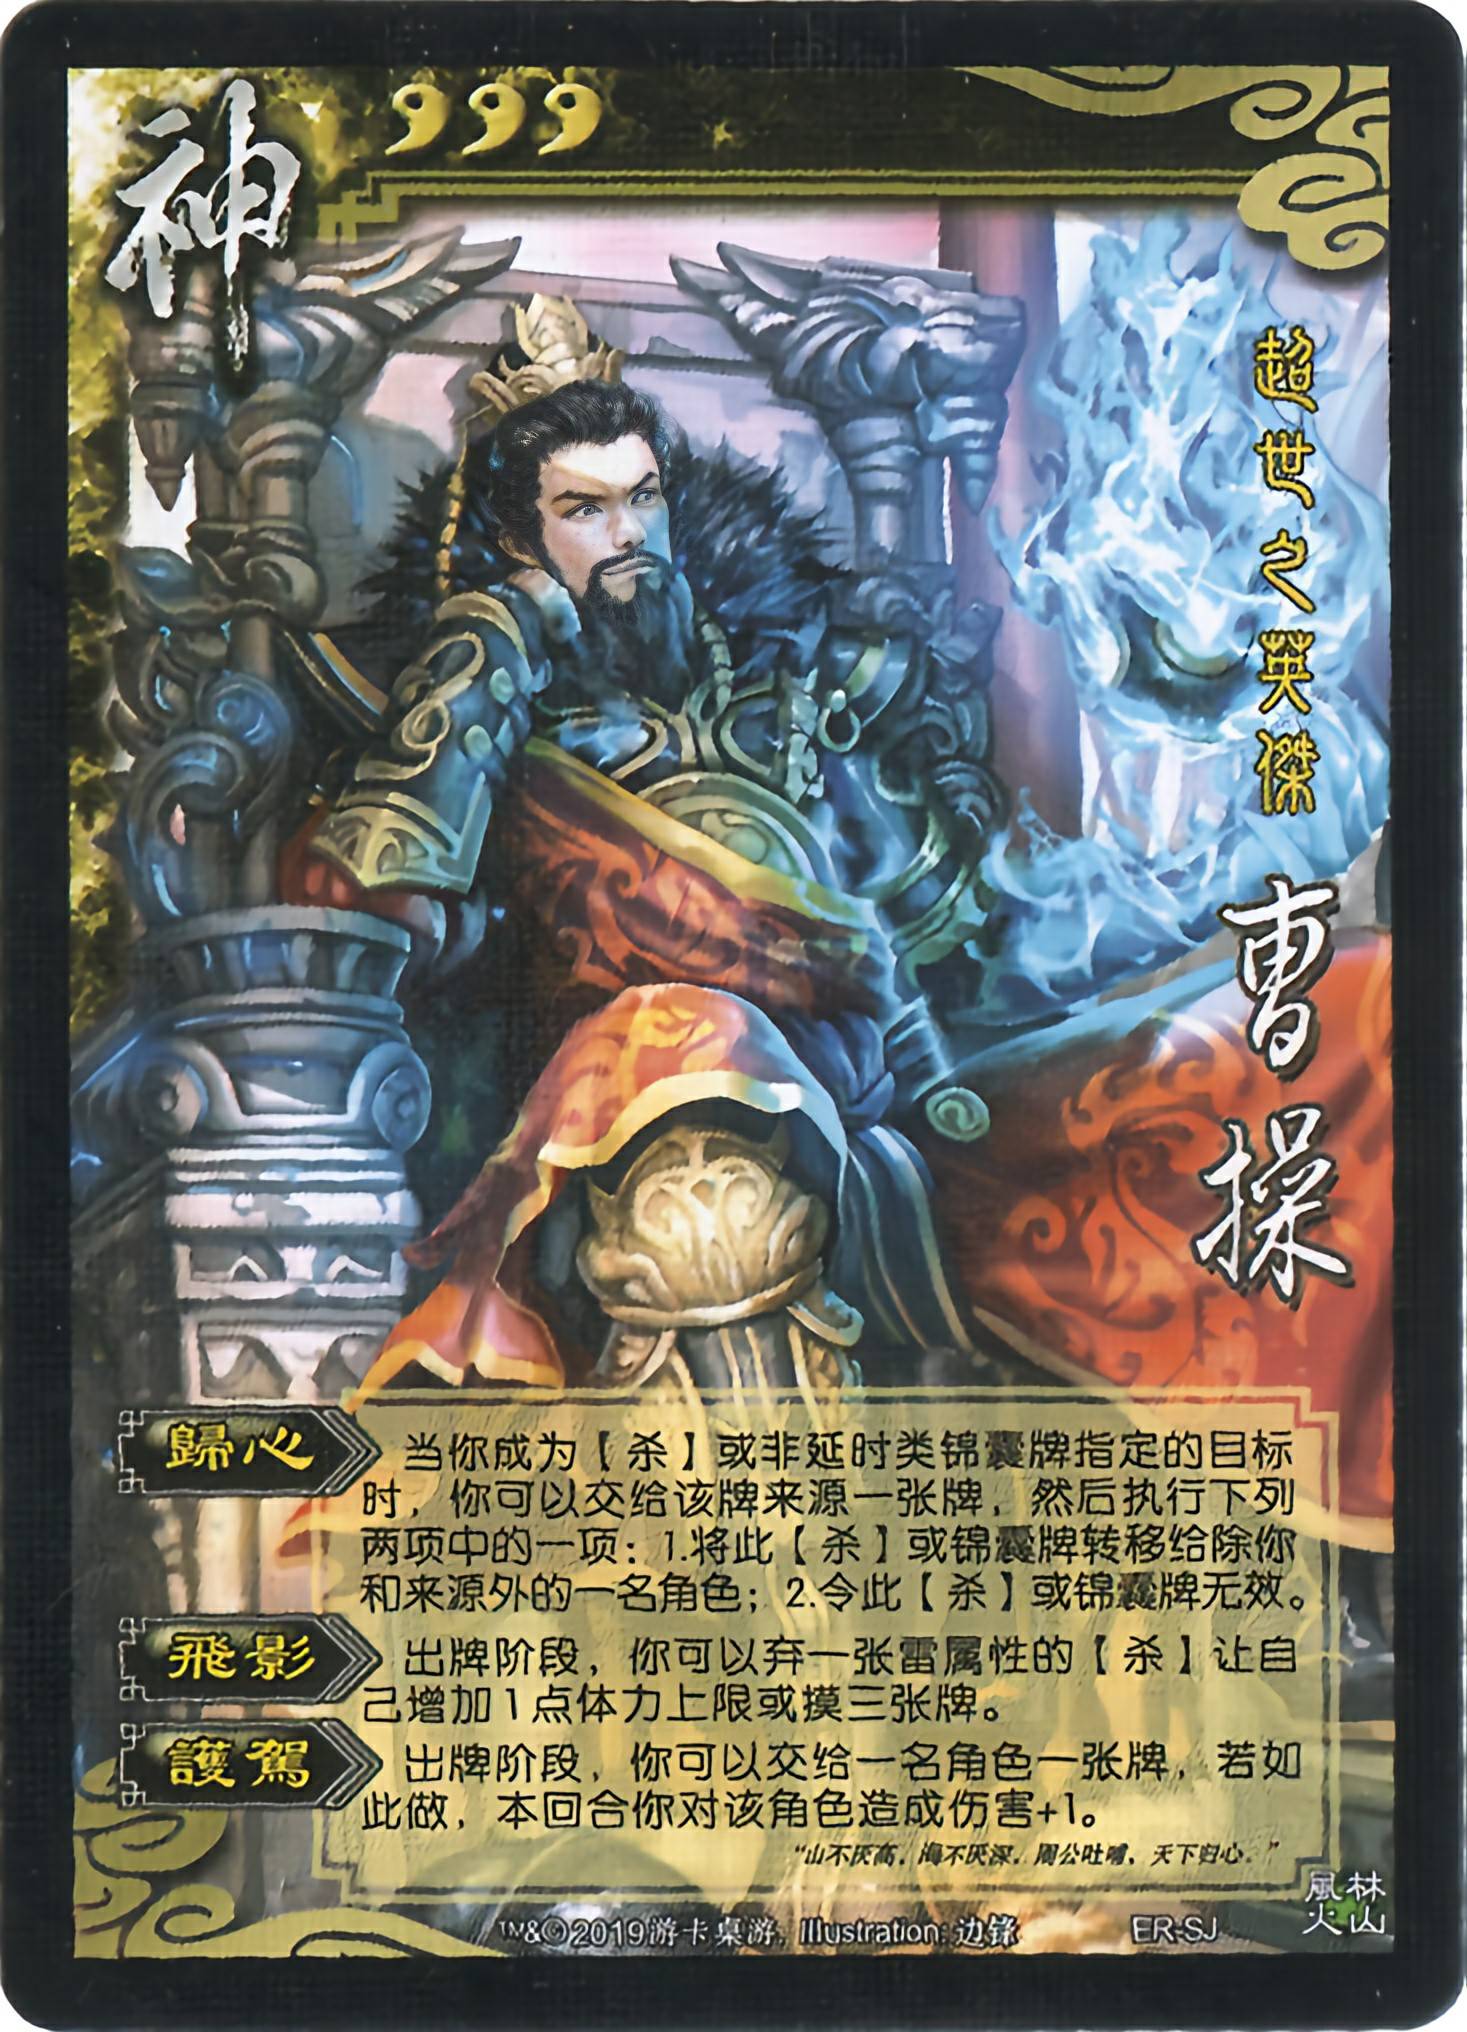 神
超世之英傑
曹操
歸心
当你成为【杀】或非延时类锦囊牌指定的目标
时，你可以交给该牌来源一张牌，然后执行下列
两项中的一项：1.将此【杀】或锦囊牌转移给除你
和来源外的一名角色；2.令此【杀】或锦囊牌无效。
飛影
出牌阶段，你可以弃一张雷属性的【杀】让自
己增加1点体力上限或摸三张牌。
護駕
出牌阶段，你可以交给一名角色一张牌，若如
此做，本回合你对该角色造成伤害+1。
“山不厌高，海不厌深。周公吐哺，天下归心。”
風林
火山
™&©2019游卡桌游, Illustration: 边锋
ER-SJ